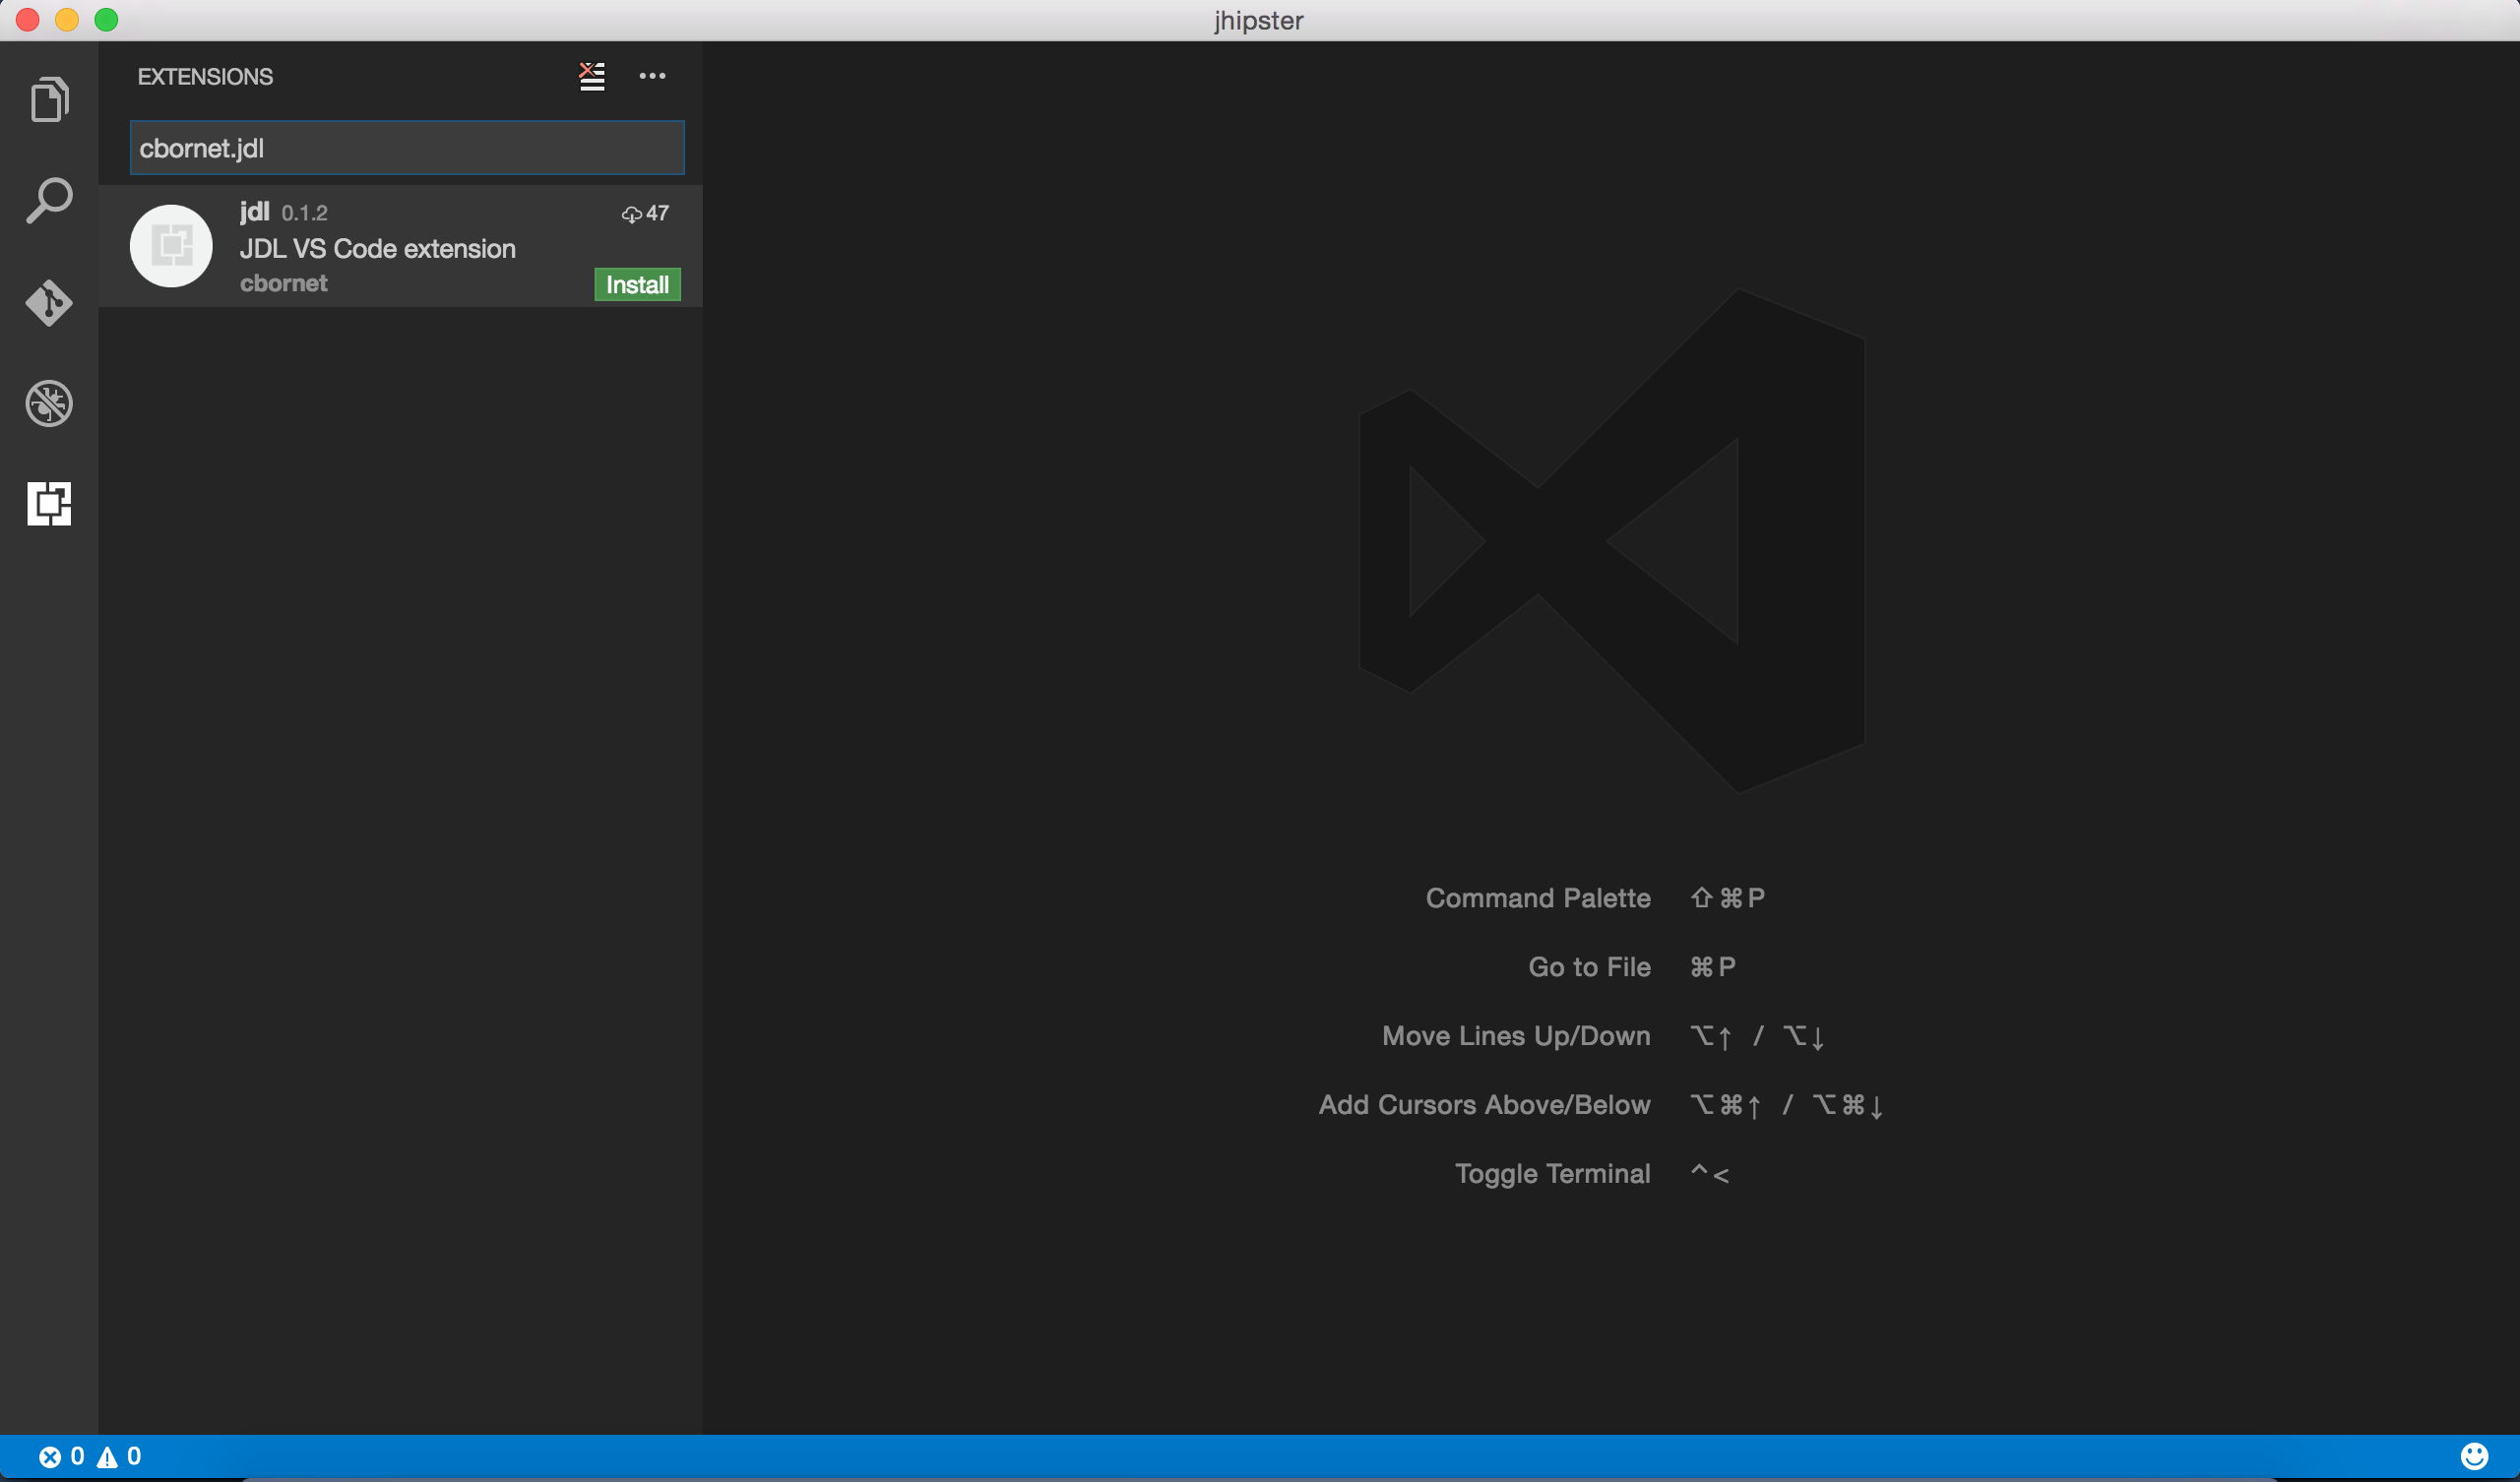 jhipster
EXTENSIONS
cbornet.jdl
jdl 0.1.2 47
JDL VS Code extension
cbornet Install
Command Palette ⇧⌘P
Go to File ⌘P
Move Lines Up/Down ⌥↑ / ⌥↓
Add Cursors Above/Below ⌥⌘↑ / ⌥⌘↓
Toggle Terminal ^<
0 0